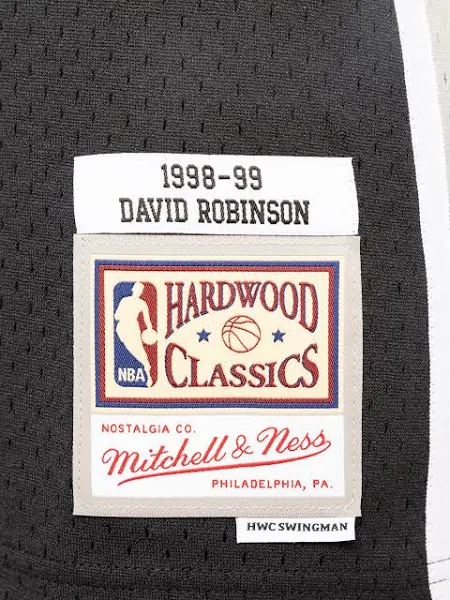 1998-99
DAVID ROBINSON
HARDWOOD
CLASSICS
NBA
NOSTALGIA CO.
Mitchell & Ness
PHILADELPHIA, PA.
HWC SWINGMAN